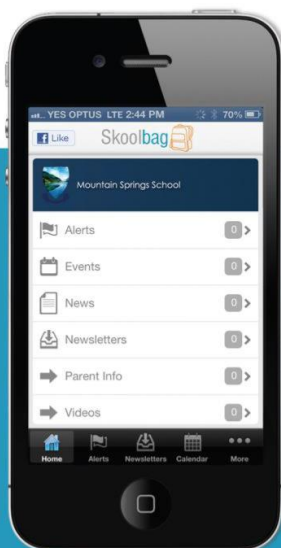 YES OPTUS LTE 2:44 PM 70%
Like Skoolbag
Mountain Springs School
Alerts 0
Events 0
News 0
Newsletters 0
Parent Info 0
Videos 0
Home Alerts Newsletters Calendar More